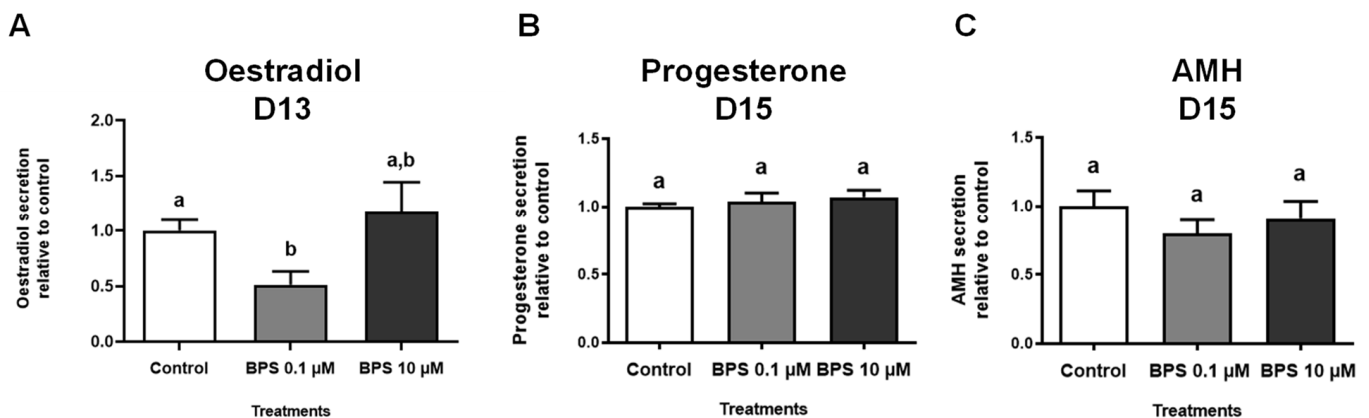 A
Oestradiol
D13
Oestradiol secretion
relative to control
2.0
1.5
1.0
0.5
0.0
a
b
a,b
Control
BPS 0.1 µM
BPS 10 µM
Treatments
B
Progesterone
D15
Progesterone secretion
relative to control
1.5
1.0
0.5
0.0
a
a
a
Control
BPS 0.1 µM
BPS 10 µM
Treatments
C
AMH
D15
AMH secretion
relative to control
1.5
1.0
0.5
0.0
a
a
a
Control
BPS 0.1 µM
BPS 10 µM
Treatments